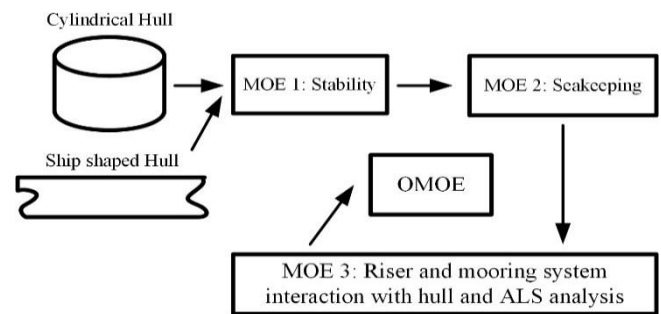 Cylindrical Hull
MOE 1: Stability
MOE 2: Seakeeping
Ship shaped Hull
OMOE
MOE 3: Riser and mooring system
interaction with hull and ALS analysis